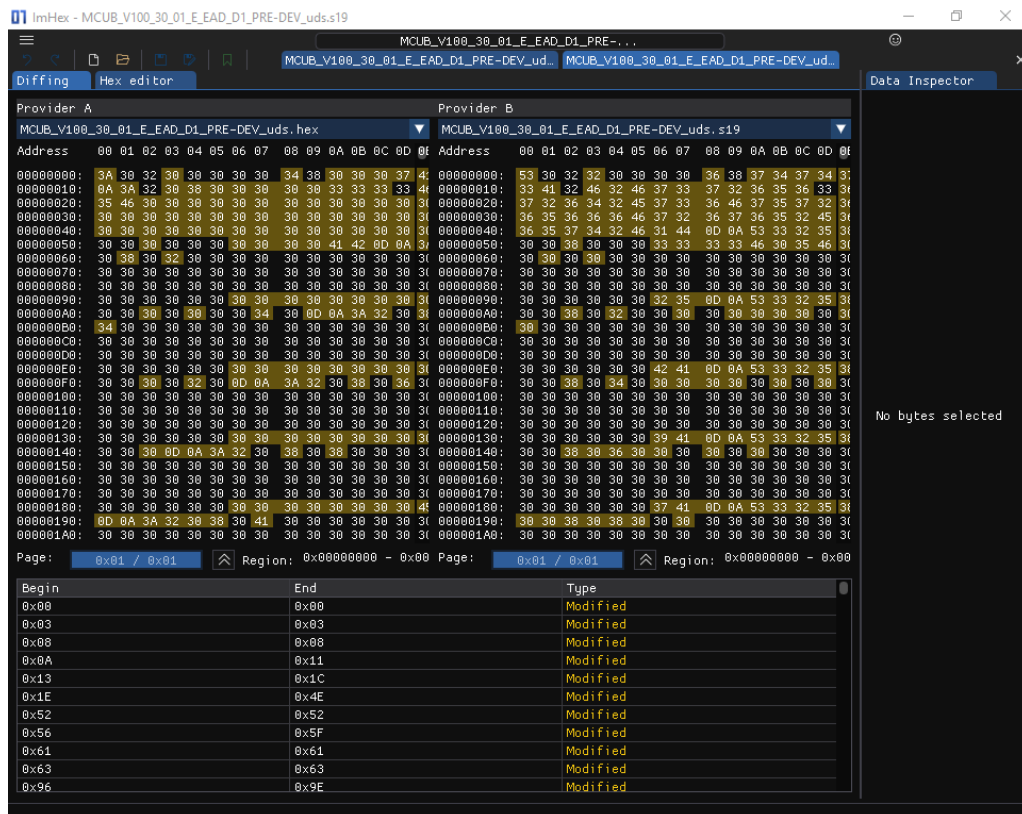 ImHex - MCUB_V100_30_01_E_EAD_D1_PRE-DEV_uds.s19
MCUB_V100_30_01_E_EAD_D1_PRE-...
MCUB_V100_30_01_E_EAD_D1_PRE-DEV_ud… MCUB_V100_30_01_E_EAD_D1_PRE-DEV_ud…
Diffing Hex editor Data Inspector
Provider A Provider B
MCUB_V100_30_01_E_EAD_D1_PRE-DEV_uds.hex MCUB_V100_30_01_E_EAD_D1_PRE-DEV_uds.s19
Address 00 01 02 03 04 05 06 07 08 09 0A 0B 0C 0D Address 00 01 02 03 04 05 06 07 08 09 0A 0B 0C 0D
00000000: 3A 30 32 30 30 30 30 30 34 38 30 30 30 37 00000000: 53 30 32 32 30 30 30 30 36 38 37 34 37 34
00000010: 0A 3A 32 30 38 30 30 30 30 30 33 33 33 33 00000010: 33 41 32 46 32 46 37 33 37 32 36 35 36 33
00000020: 35 46 30 30 30 30 30 30 30 30 30 30 30 30 00000020: 37 32 36 34 32 45 37 33 36 46 37 35 37 32
00000030: 30 30 30 30 30 30 30 30 30 30 30 30 30 30 00000030: 36 35 36 36 36 46 37 32 36 37 36 35 32 45
00000040: 30 30 30 30 30 30 30 30 30 30 30 30 30 30 00000040: 36 35 37 34 32 46 31 44 0D 0A 53 33 32 35
00000050: 30 30 30 30 30 30 30 30 30 30 41 42 0D 0A 00000050: 30 30 38 30 30 30 33 33 33 33 46 30 35 46
00000060: 30 38 30 32 30 30 30 30 30 30 30 30 30 30 00000060: 30 30 30 30 30 30 30 30 30 30 30 30 30 30
00000070: 30 30 30 30 30 30 30 30 30 30 30 30 30 30 00000070: 30 30 30 30 30 30 30 30 30 30 30 30 30 30
00000080: 30 30 30 30 30 30 30 30 30 30 30 30 30 30 00000080: 30 30 30 30 30 30 30 30 30 30 30 30 30 30
00000090: 30 30 30 30 30 30 30 30 30 30 30 30 30 30 00000090: 30 30 30 30 30 30 32 35 0D 0A 53 33 32 35
000000A0: 30 30 30 30 30 30 30 34 30 0D 0A 3A 32 30 000000A0: 30 30 38 30 32 30 30 30 30 30 30 30 30 30
000000B0: 34 30 30 30 30 30 30 30 30 30 30 30 30 30 000000B0: 30 30 30 30 30 30 30 30 30 30 30 30 30 30
000000C0: 30 30 30 30 30 30 30 30 30 30 30 30 30 30 000000C0: 30 30 30 30 30 30 30 30 30 30 30 30 30 30
000000D0: 30 30 30 30 30 30 30 30 30 30 30 30 30 30 000000D0: 30 30 30 30 30 30 30 30 30 30 30 30 30 30
000000E0: 30 30 30 30 30 30 30 30 30 30 30 30 30 30 000000E0: 30 30 30 30 30 30 42 41 0D 0A 53 33 32 35
000000F0: 30 30 30 30 32 30 0D 0A 3A 32 30 38 30 36 000000F0: 30 30 38 30 34 30 30 30 30 30 30 30 30 30
00000100: 30 30 30 30 30 30 30 30 30 30 30 30 30 30 00000100: 30 30 30 30 30 30 30 30 30 30 30 30 30 30
00000110: 30 30 30 30 30 30 30 30 30 30 30 30 30 30 00000110: 30 30 30 30 30 30 30 30 30 30 30 30 30 30
00000120: 30 30 30 30 30 30 30 30 30 30 30 30 30 30 00000120: 30 30 30 30 30 30 30 30 30 30 30 30 30 30
00000130: 30 30 30 30 30 30 30 30 30 30 30 30 30 30 00000130: 30 30 30 30 30 30 39 41 0D 0A 53 33 32 35
00000140: 30 30 30 0D 0A 3A 32 30 38 30 38 30 30 30 00000140: 30 30 38 30 36 30 30 30 30 30 30 30 30 30
00000150: 30 30 30 30 30 30 30 30 30 30 30 30 30 30 00000150: 30 30 30 30 30 30 30 30 30 30 30 30 30 30
00000160: 30 30 30 30 30 30 30 30 30 30 30 30 30 30 00000160: 30 30 30 30 30 30 30 30 30 30 30 30 30 30
00000170: 30 30 30 30 30 30 30 30 30 30 30 30 30 30 00000170: 30 30 30 30 30 30 30 30 30 30 30 30 30 30
00000180: 30 30 30 30 30 30 30 30 30 30 30 30 30 30 00000180: 30 30 30 30 30 30 37 41 0D 0A 53 33 32 35
00000190: 0D 0A 3A 32 30 38 30 41 30 30 30 30 30 30 00000190: 30 30 38 30 38 30 30 30 30 30 30 30 30 30
000001A0: 30 30 30 30 30 30 30 30 30 30 30 30 30 30 000001A0: 30 30 30 30 30 30 30 30 30 30 30 30 30 30
No bytes selected
Page: 0x01 / 0x01 Region: 0x00000000 - 0x00 Page: 0x01 / 0x01 Region: 0x00000000 - 0x00
Begin End Type
0x00 0x00 Modified
0x03 0x03 Modified
0x08 0x08 Modified
0x0A 0x11 Modified
0x13 0x1C Modified
0x1E 0x4E Modified
0x52 0x52 Modified
0x56 0x5F Modified
0x61 0x61 Modified
0x63 0x63 Modified
0x96 0x9E Modified